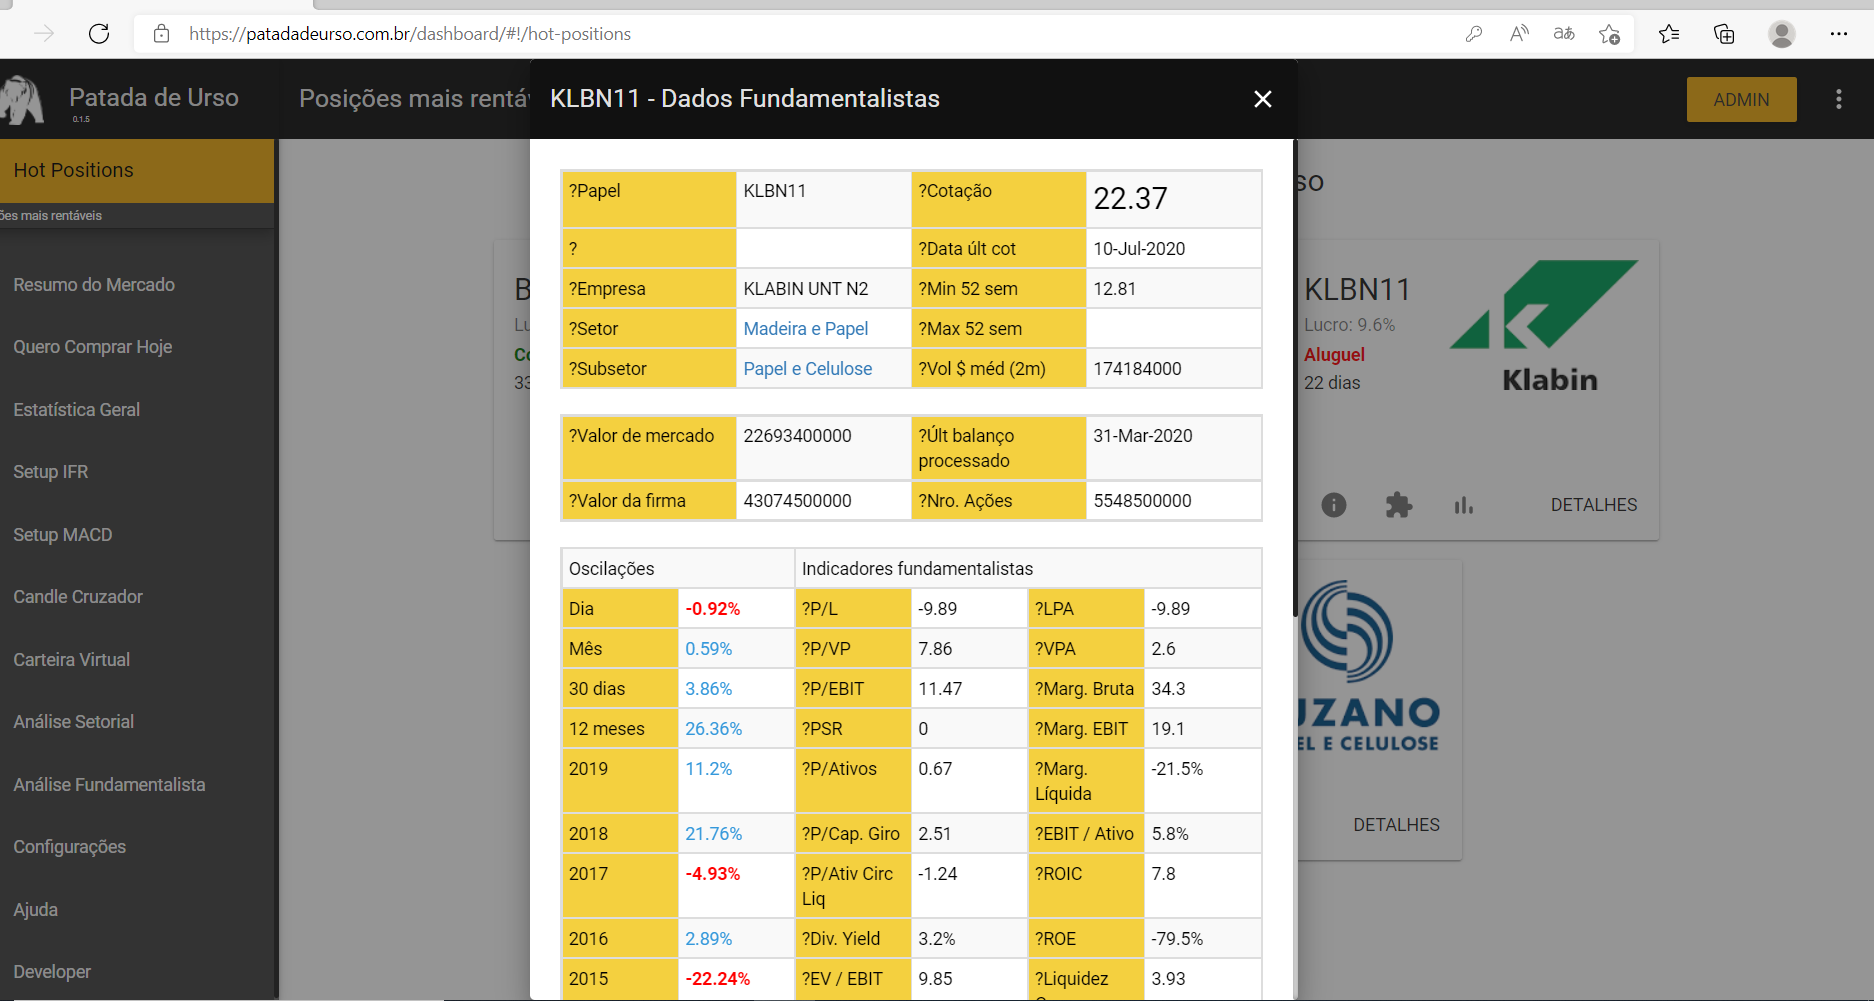 https://patadadeurso.com.br/dashboard/#!/hot-positions
Patada de Urso
0.1.5
Posições mais rentáv
KLBN11 - Dados Fundamentalistas
ADMIN
Hot Positions
ões mais rentáveis
Resumo do Mercado
Quero Comprar Hoje
Estatística Geral
Setup IFR
Setup MACD
Candle Cruzador
Carteira Virtual
Análise Setorial
Análise Fundamentalista
Configurações
Ajuda
Developer
?Papel KLBN11 ?Cotação 22.37
? ?Data últ cot 10-Jul-2020
?Empresa KLABIN UNT N2 ?Min 52 sem 12.81
?Setor Madeira e Papel ?Max 52 sem
?Subsetor Papel e Celulose ?Vol $ méd (2m) 174184000
?Valor de mercado 22693400000 ?Últ balanço processado 31-Mar-2020
?Valor da firma 43074500000 ?Nro. Ações 5548500000
Oscilações Indicadores fundamentalistas
Dia -0.92% ?P/L -9.89 ?LPA -9.89
Mês 0.59% ?P/VP 7.86 ?VPA 2.6
30 dias 3.86% ?P/EBIT 11.47 ?Marg. Bruta 34.3
12 meses 26.36% ?PSR 0 ?Marg. EBIT 19.1
2019 11.2% ?P/Ativos 0.67 ?Marg. Líquida -21.5%
2018 21.76% ?P/Cap. Giro 2.51 ?EBIT / Ativo 5.8%
2017 -4.93% ?P/Ativ Circ Liq -1.24 ?ROIC 7.8
2016 2.89% ?Div. Yield 3.2% ?ROE -79.5%
2015 -22.24% ?EV / EBIT 9.85 ?Liquidez 3.93
B
Lu
Co
33
so
KLBN11
Lucro: 9.6%
Aluguel
22 dias
Klabin
DETALHES
UZANO
EL E CELULOSE
DETALHES